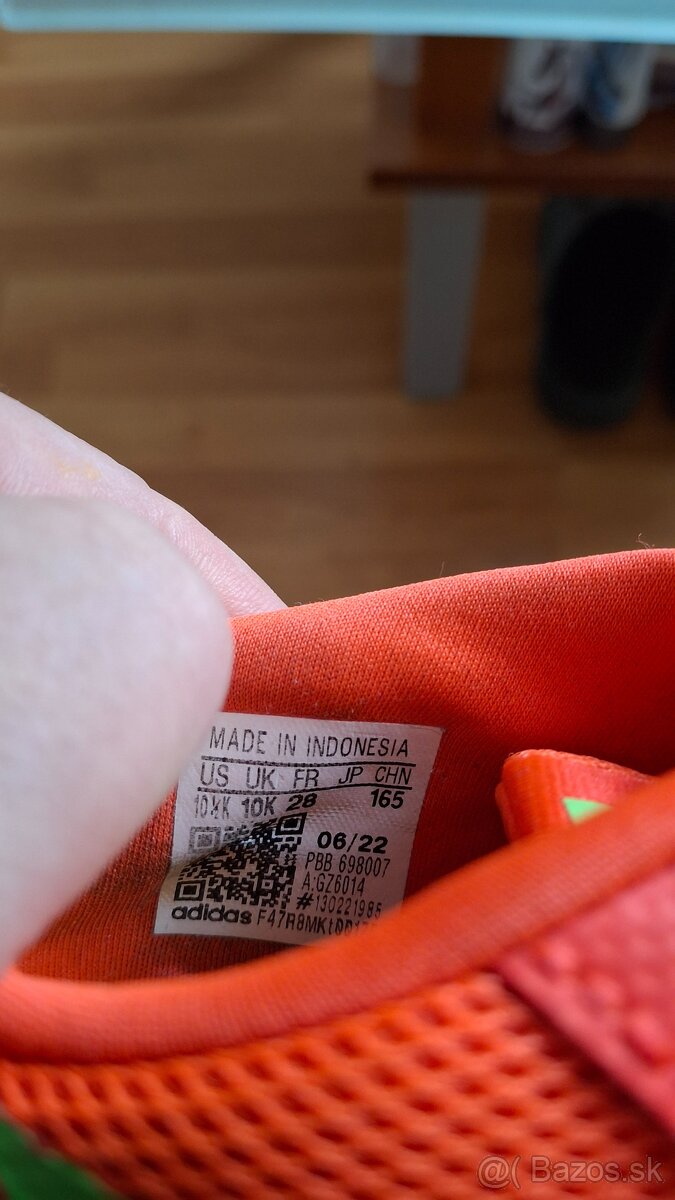 MADE IN INDONESIA
US UK FR JP CHN
10½K 10K 28 165
06/22
PBB 698007
A:GZ6014
#130221985
adidas
@( Bazos.sk